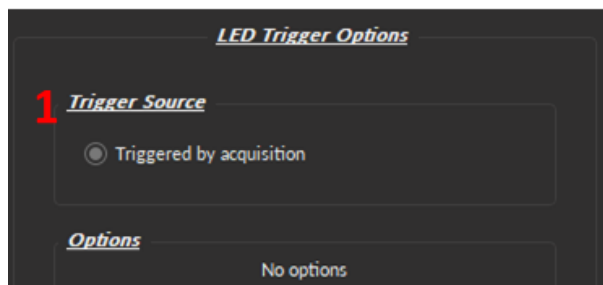 LED Trigger Options
1
Trigger Source
Triggered by acquisition
Options
No options